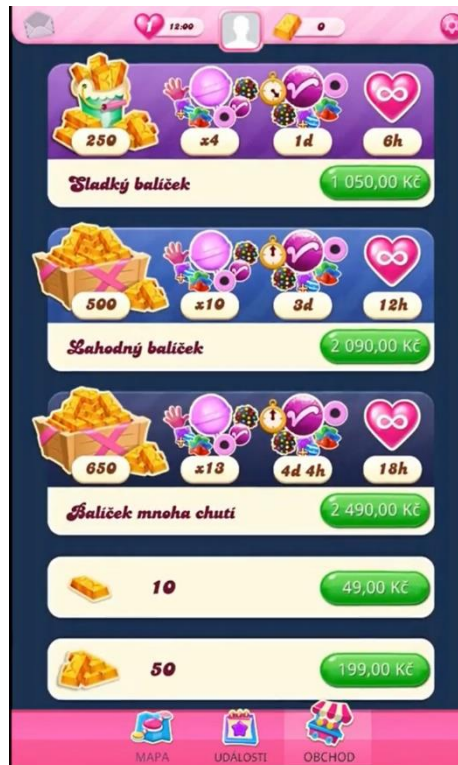 1
12:00
0
250
x4
1d
6h
Sladký balíček
1 050,00 Kč
500
x10
3d
12h
Lahodný balíček
2 090,00 Kč
650
x13
4d 4h
18h
Balíček mnoha chutí
2 490,00 Kč
10
49,00 Kč
50
199,00 Kč
MAPA
UDÁLOSTI
OBCHOD